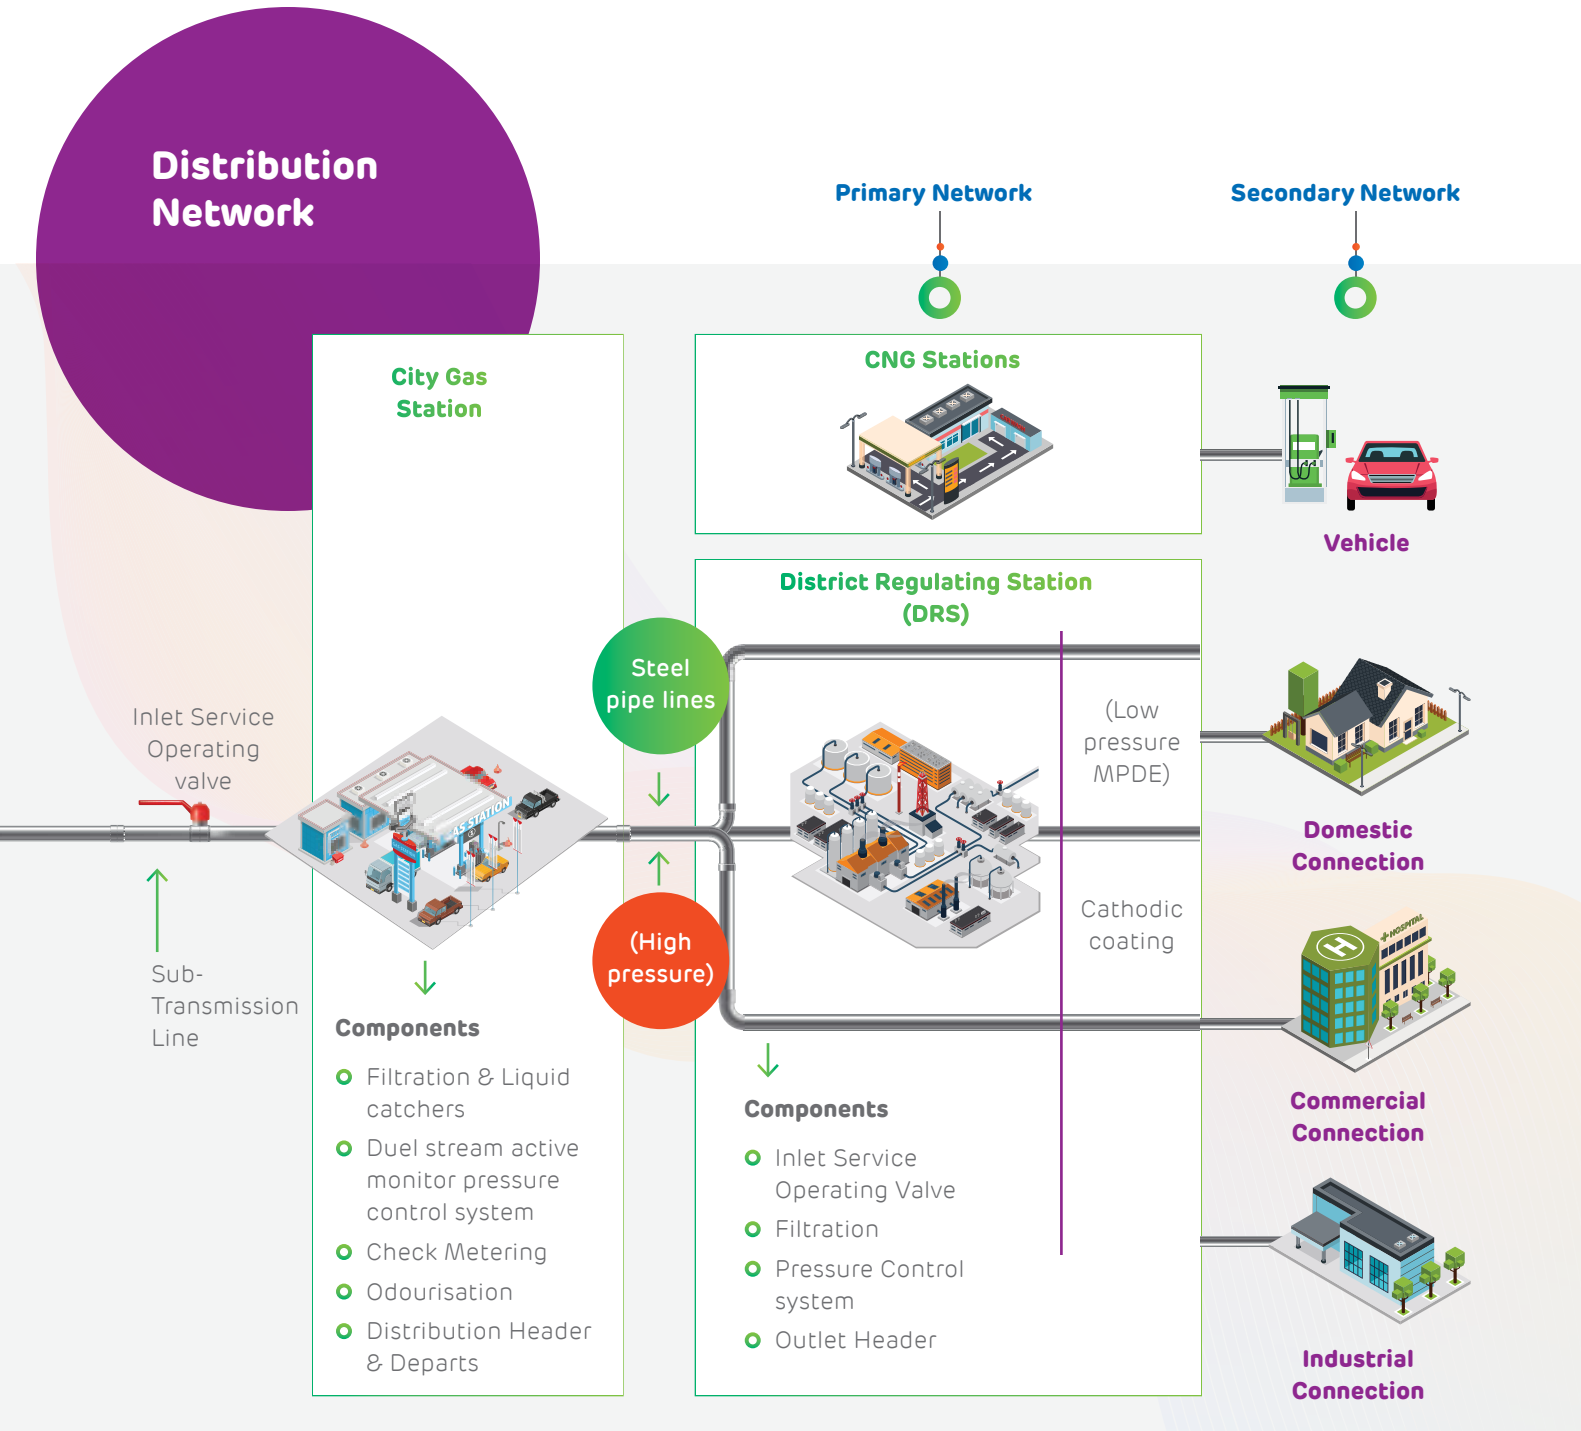 Distribution
Network
Primary Network
Secondary Network
City Gas
Station
CNG Stations
Vehicle
District Regulating Station
(DRS)
Steel
pipe lines
Inlet Service
Operating
valve
(Low
pressure
MPDE)
AS STATION
Domestic
Connection
Sub-
Transmission
Line
(High
pressure)
Cathodic
coating
H
HOSPITAL
Commercial
Connection
Components
Filtration & Liquid
catchers
Duel stream active
monitor pressure
control system
Check Metering
Odourisation
Distribution Header
& Departs
Components
Inlet Service
Operating Valve
Filtration
Pressure Control
system
Outlet Header
Industrial
Connection